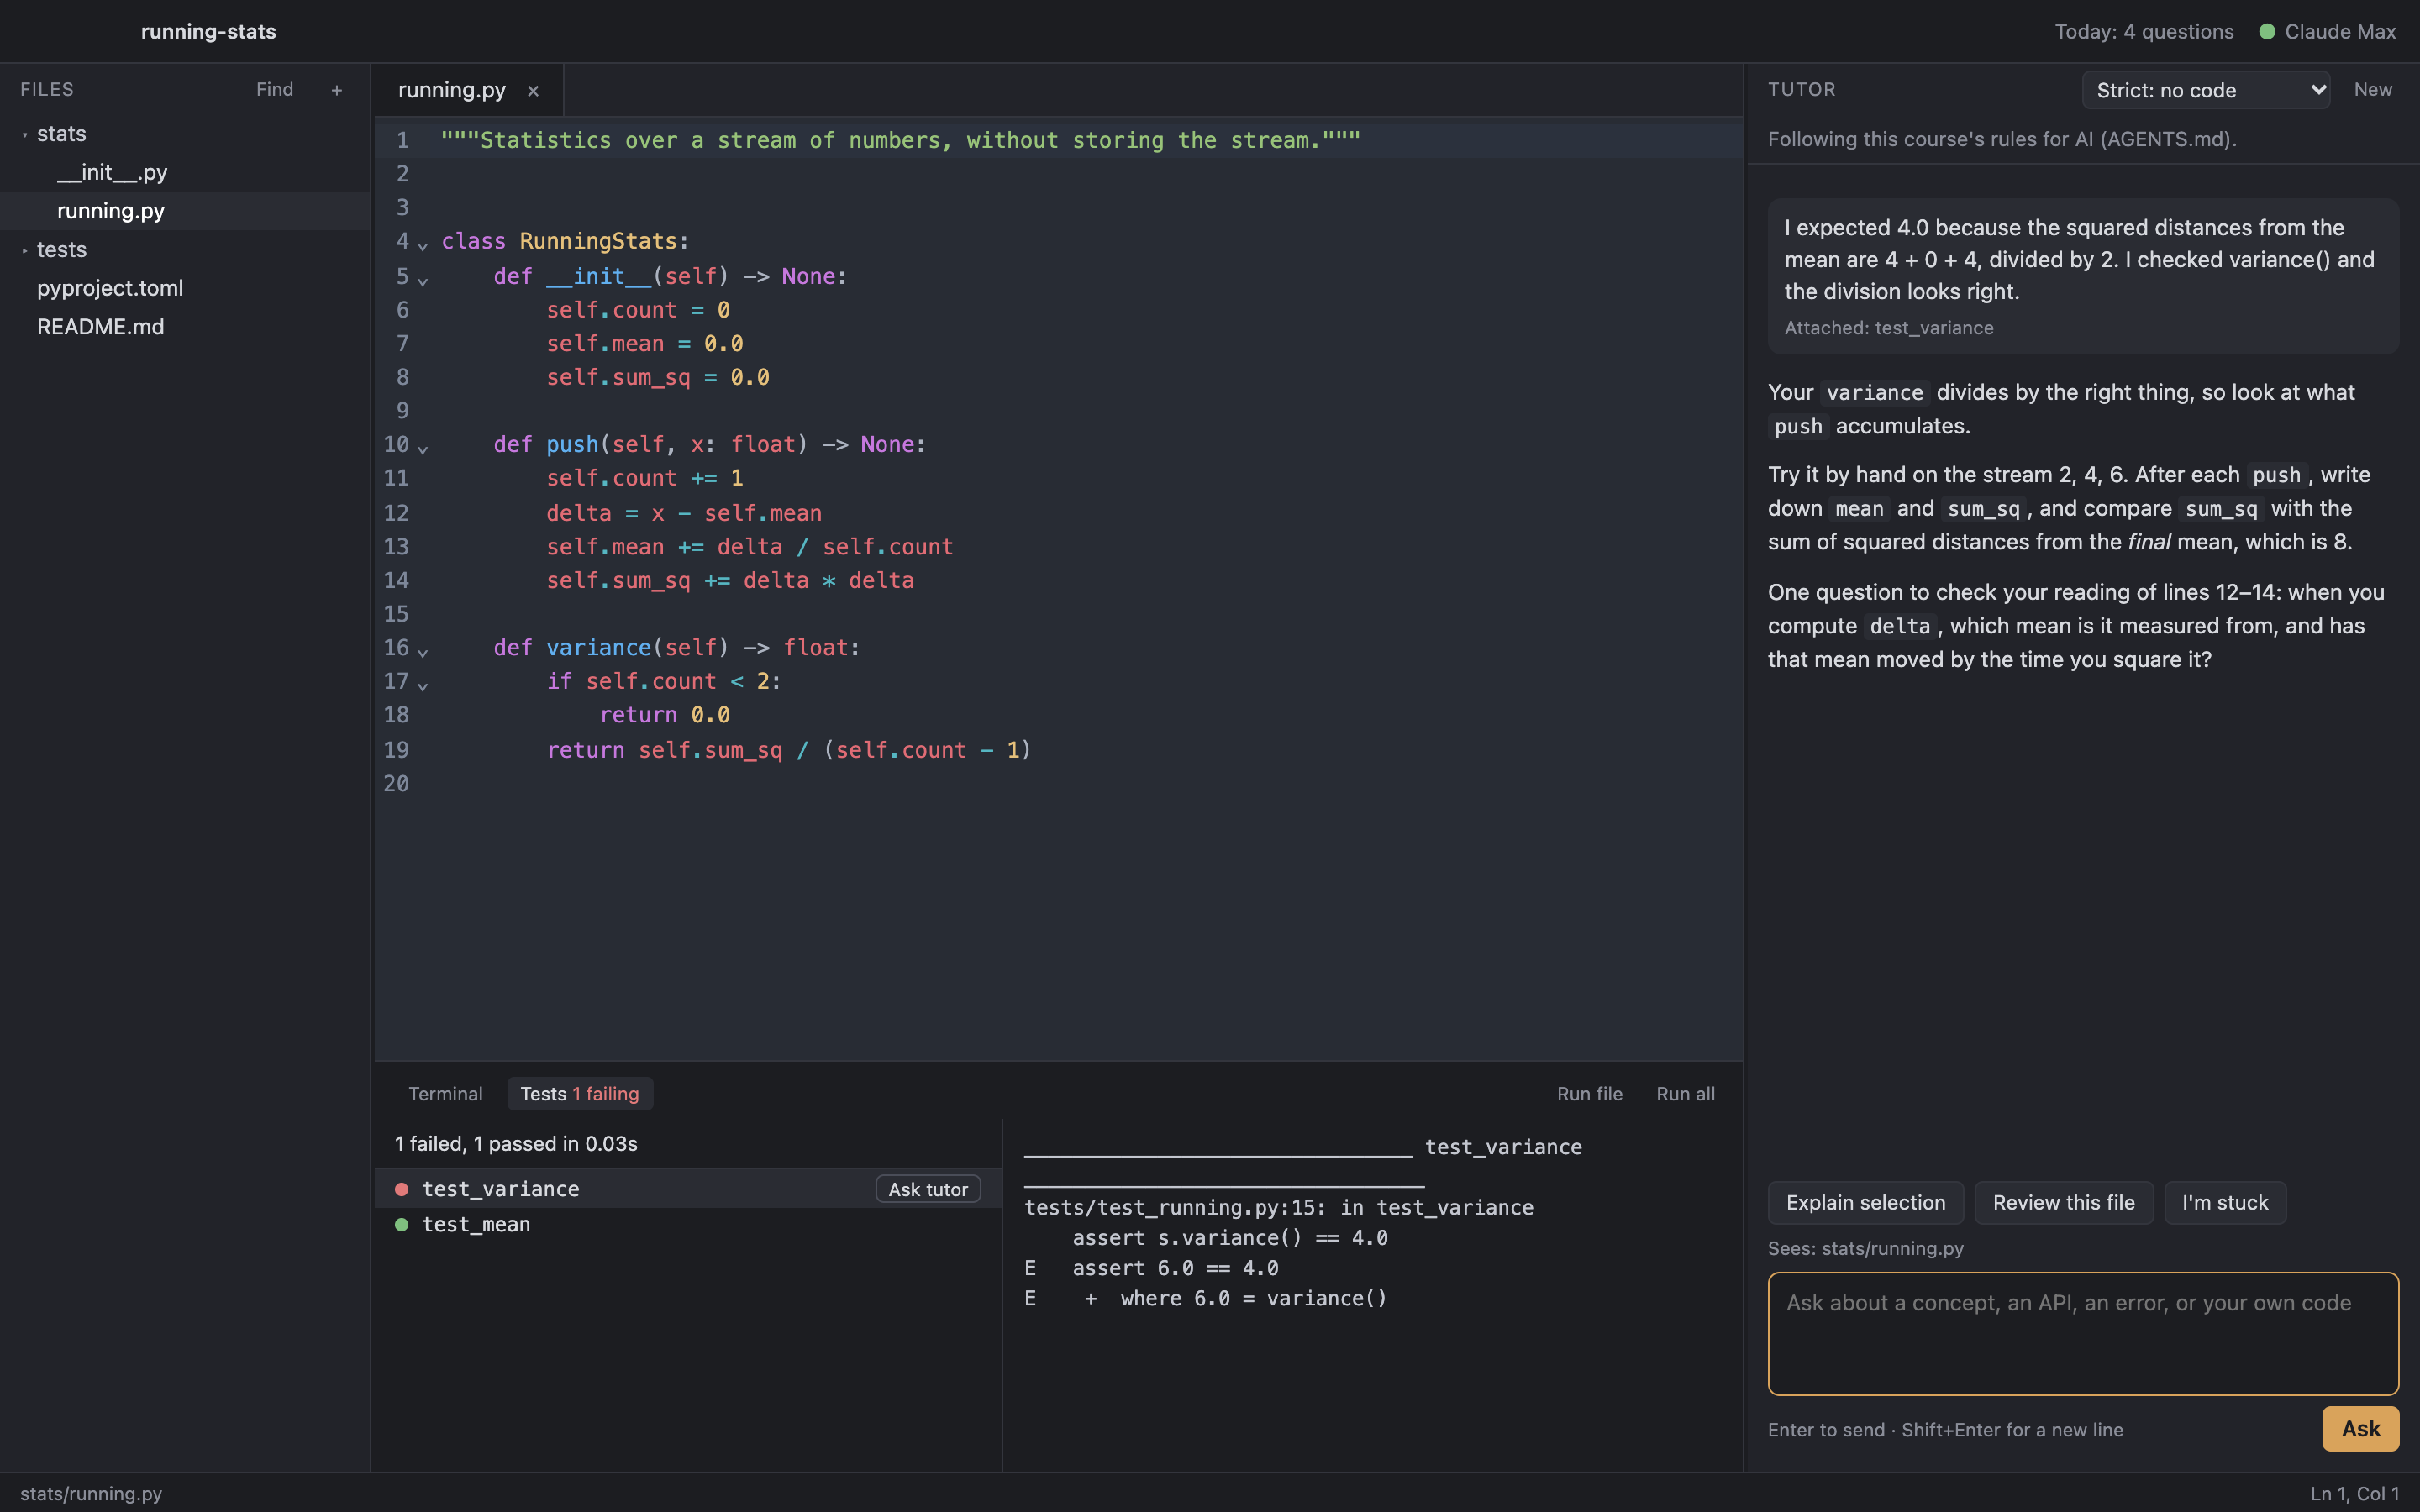 running-stats
Today: 4 questions
Claude Max
FILES
Find
+
stats
__init__.py
running.py
tests
pyproject.toml
README.md
running.py ×
1 """Statistics over a stream of numbers, without storing the stream."""
2
3
4 class RunningStats:
5     def __init__(self) -> None:
6         self.count = 0
7         self.mean = 0.0
8         self.sum_sq = 0.0
9
10     def push(self, x: float) -> None:
11         self.count += 1
12         delta = x - self.mean
13         self.mean += delta / self.count
14         self.sum_sq += delta * delta
15
16     def variance(self) -> float:
17         if self.count < 2:
18             return 0.0
19         return self.sum_sq / (self.count - 1)
20
Terminal
Tests 1 failing
Run file
Run all
1 failed, 1 passed in 0.03s
test_variance
Ask tutor
test_mean
________________________________ test_variance
_________________________________
tests/test_running.py:15: in test_variance
    assert s.variance() == 4.0
E   assert 6.0 == 4.0
E    +  where 6.0 = variance()
TUTOR
Strict: no code
New
Following this course's rules for AI (AGENTS.md).
I expected 4.0 because the squared distances from the
mean are 4 + 0 + 4, divided by 2. I checked variance() and
the division looks right.
Attached: test_variance
Your variance divides by the right thing, so look at what
push accumulates.
Try it by hand on the stream 2, 4, 6. After each push, write
down mean and sum_sq, and compare sum_sq with the
sum of squared distances from the final mean, which is 8.
One question to check your reading of lines 12–14: when you
compute delta, which mean is it measured from, and has
that mean moved by the time you square it?
Explain selection
Review this file
I'm stuck
Sees: stats/running.py
Ask about a concept, an API, an error, or your own code
Enter to send · Shift+Enter for a new line
Ask
stats/running.py
Ln 1, Col 1